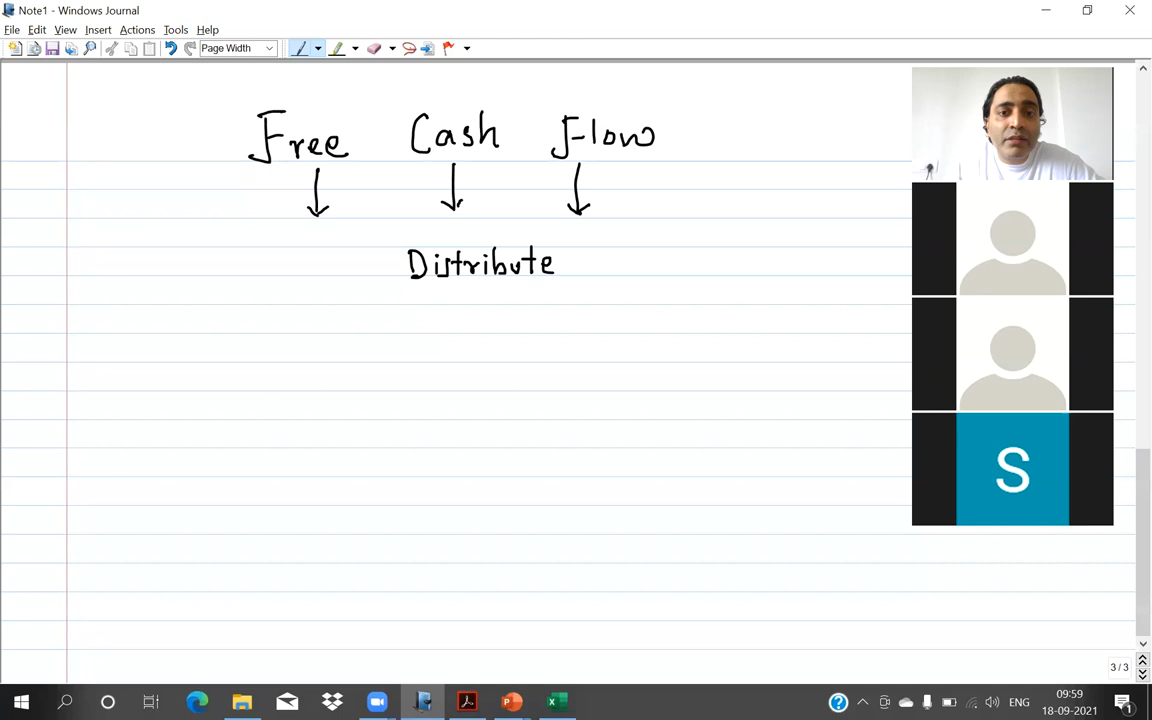 Note1 - Windows Journal
File Edit View Insert Actions Tools Help
Page Width
Free Cash Flow
Distribute
S
3 / 3
ENG
09:59
18-09-2021
1